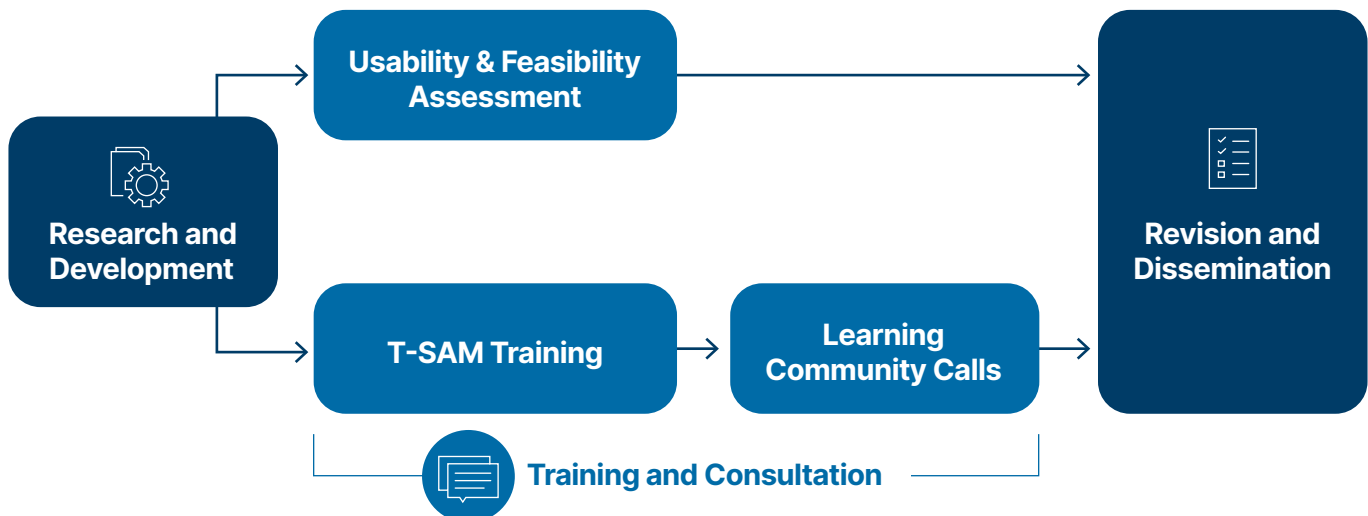 Usability & Feasibility
Assessment
Research and
Development
Revision and
Dissemination
T-SAM Training
Learning
Community Calls
Training and Consultation